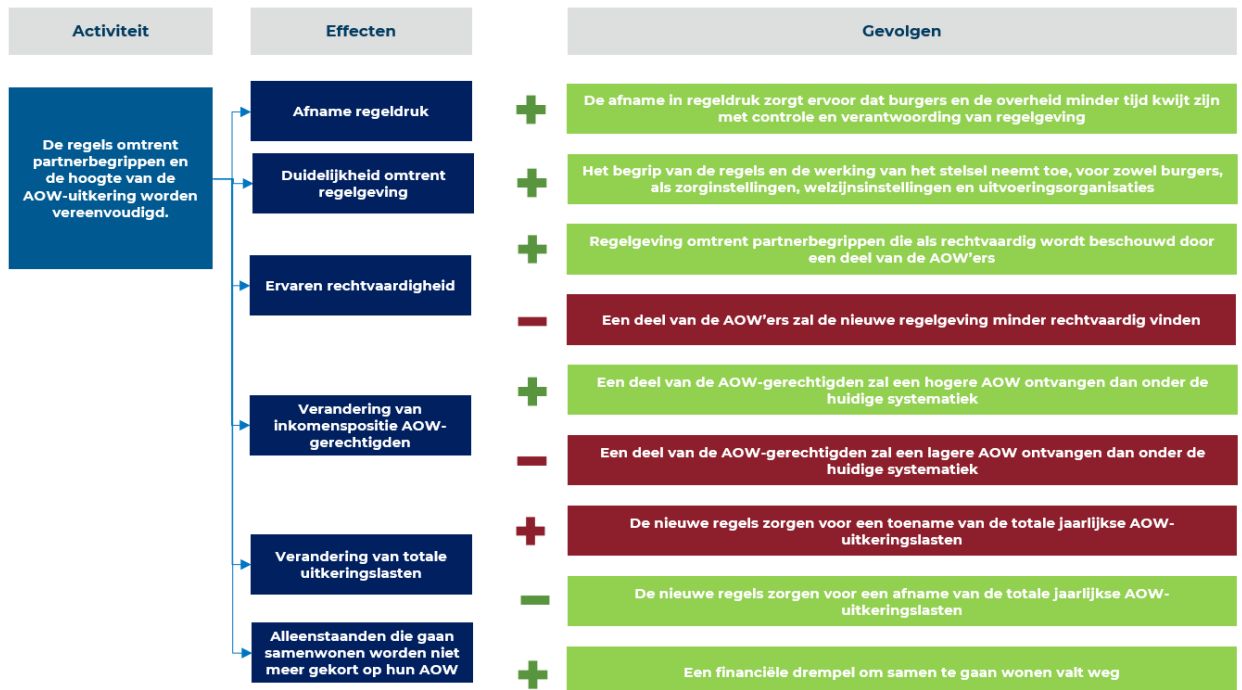 Activiteit
Effecten
Gevolgen
De regels omtrent
partnerbegrippen en
de hoogte van de
AOW-uitkering worden
vereenvoudigd.
Afname regeldruk
+
De afname in regeldruk zorgt ervoor dat burgers en de overheid minder tijd kwijt zijn
met controle en verantwoording van regelgeving
Duidelijkheid omtrent
regelgeving
+
Het begrip van de regels en de werking van het stelsel neemt toe, voor zowel burgers,
als zorginstellingen, welzijnsinstellingen en uitvoeringsorganisaties
Ervaren rechtvaardigheid
+
Regelgeving omtrent partnerbegrippen die als rechtvaardig wordt beschouwd door
een deel van de AOW’ers
−
Een deel van de AOW’ers zal de nieuwe regelgeving minder rechtvaardig vinden
Verandering van
inkomenspositie AOW-
gerechtigden
+
Een deel van de AOW-gerechtigden zal een hogere AOW ontvangen dan onder de
huidige systematiek
−
Een deel van de AOW-gerechtigden zal een lagere AOW ontvangen dan onder de
huidige systematiek
Verandering van totale
uitkeringslasten
+
De nieuwe regels zorgen voor een toename van de totale jaarlijkse AOW-
uitkeringslasten
−
De nieuwe regels zorgen voor een afname van de totale jaarlijkse AOW-
uitkeringslasten
Alleenstaanden die gaan
samenwonen worden niet
meer gekort op hun AOW
+
Een financiële drempel om samen te gaan wonen valt weg